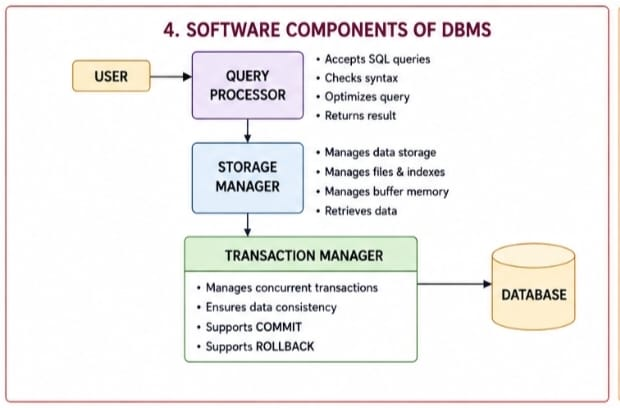 4. SOFTWARE COMPONENTS OF DBMS
USER
QUERY
PROCESSOR
• Accepts SQL queries
• Checks syntax
• Optimizes query
• Returns result
STORAGE
MANAGER
• Manages data storage
• Manages files & indexes
• Manages buffer memory
• Retrieves data
TRANSACTION MANAGER
• Manages concurrent transactions
• Ensures data consistency
• Supports COMMIT
• Supports ROLLBACK
DATABASE